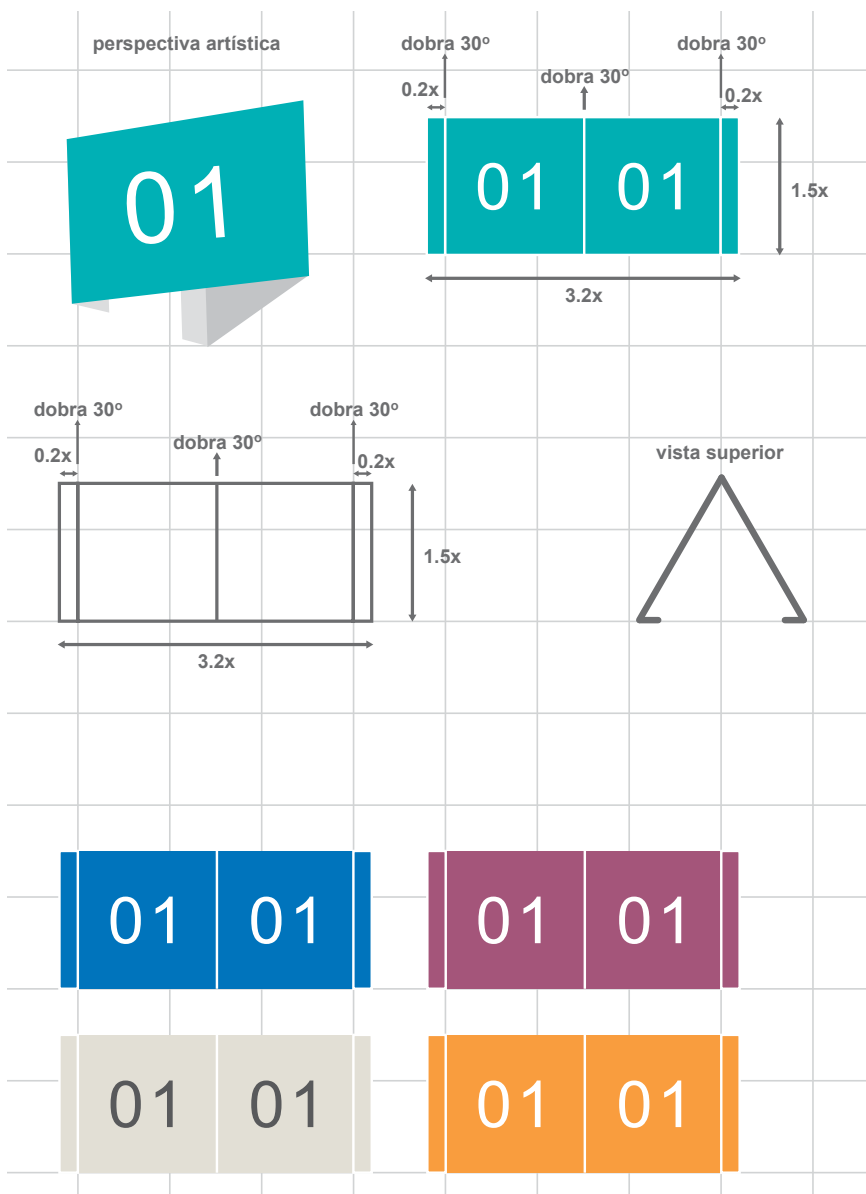 perspectiva artística
dobra 30º
dobra 30º
dobra 30º
0.2x
0.2x
01
01 01
1.5x
3.2x
dobra 30º
dobra 30º
dobra 30º
0.2x
0.2x
vista superior
1.5x
3.2x
01 01
01 01
01 01
01 01